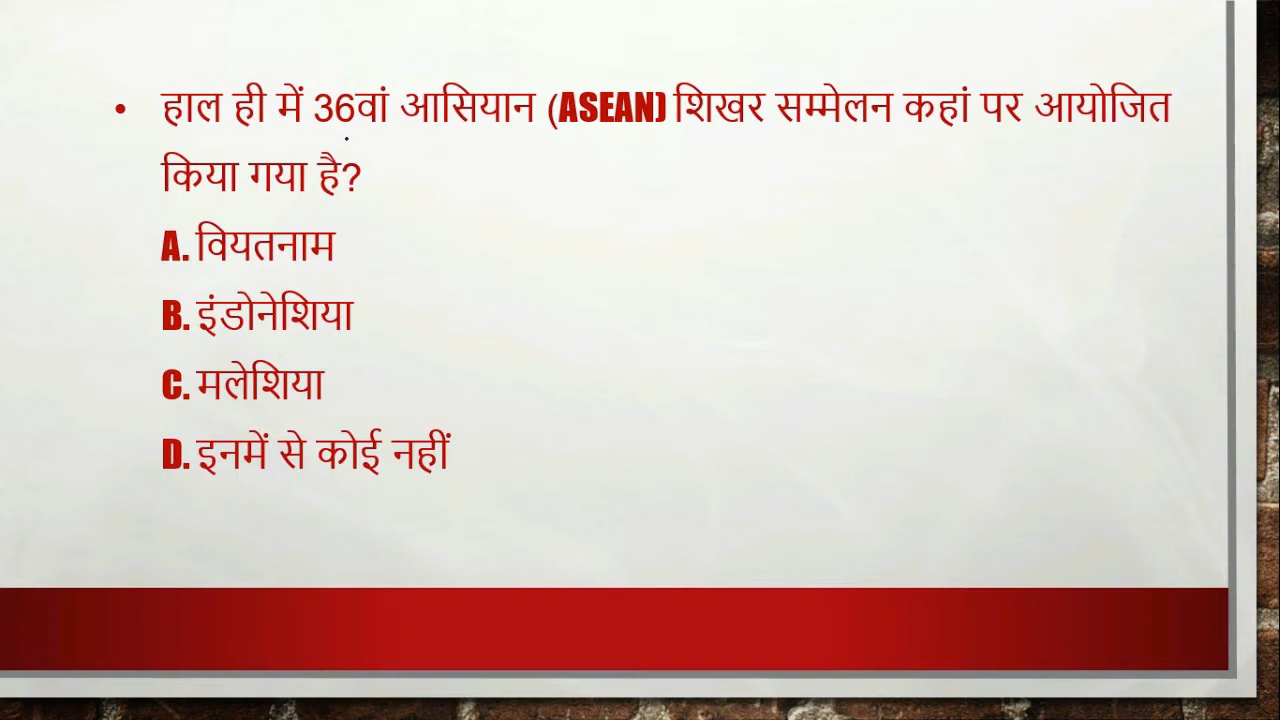 • हाल ही में 36वां आसियान (ASEAN) शिखर सम्मेलन कहां पर आयोजित
किया गया है?
A. वियतनाम
B. इंडोनेशिया
C. मलेशिया
D. इनमें से कोई नहीं